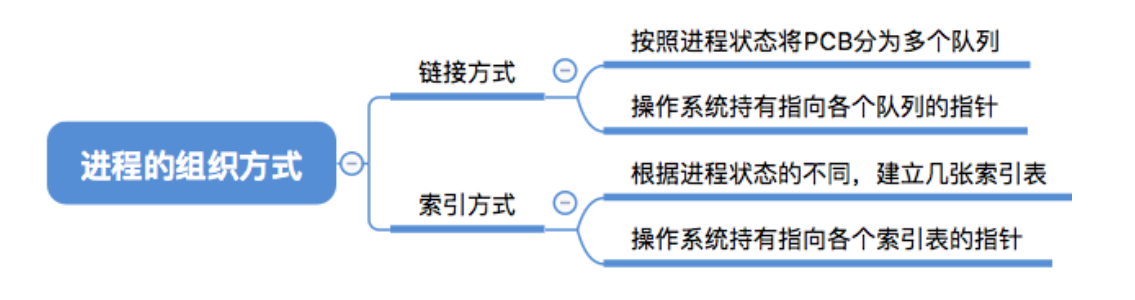 进程的组织方式
链接方式
按照进程状态将PCB分为多个队列
操作系统持有指向各个队列的指针
索引方式
根据进程状态的不同，建立几张索引表
操作系统持有指向各个索引表的指针